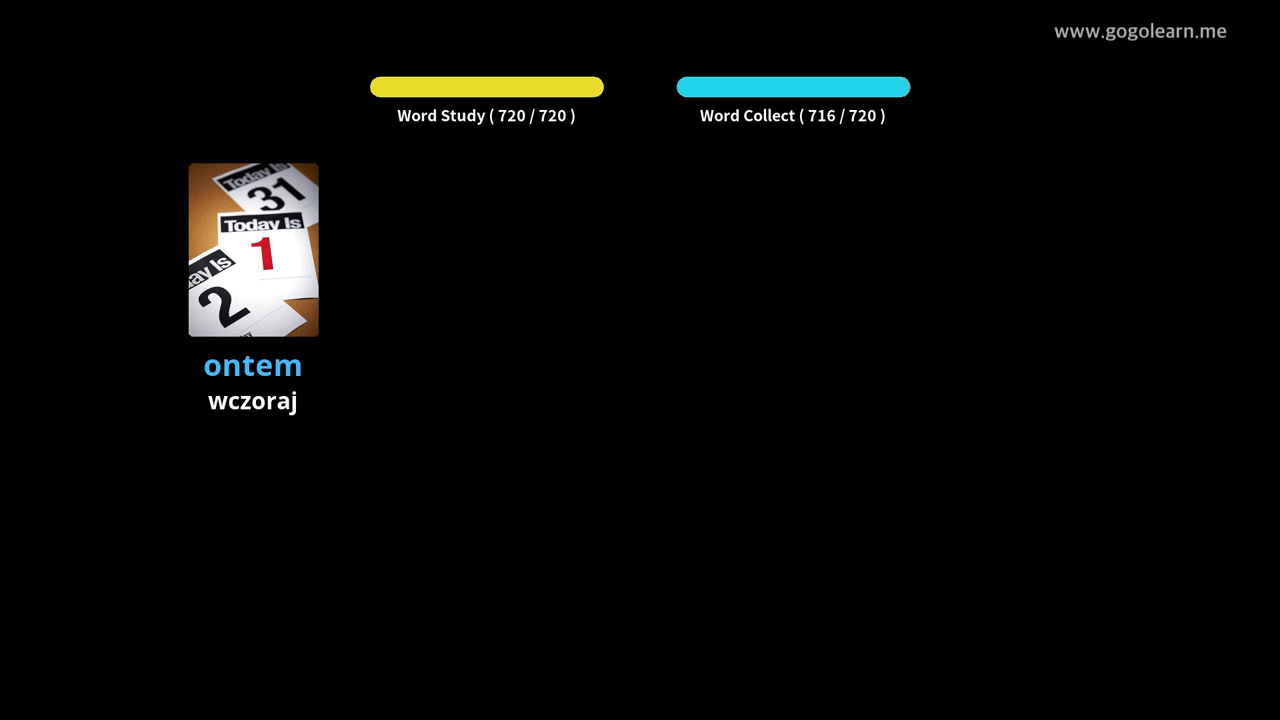 www.gogolearn.me
Word Study ( 720 / 720 )
Word Collect ( 716 / 720 )
Today Is
31
Today Is
1
ay Is
2
ontem
wczoraj